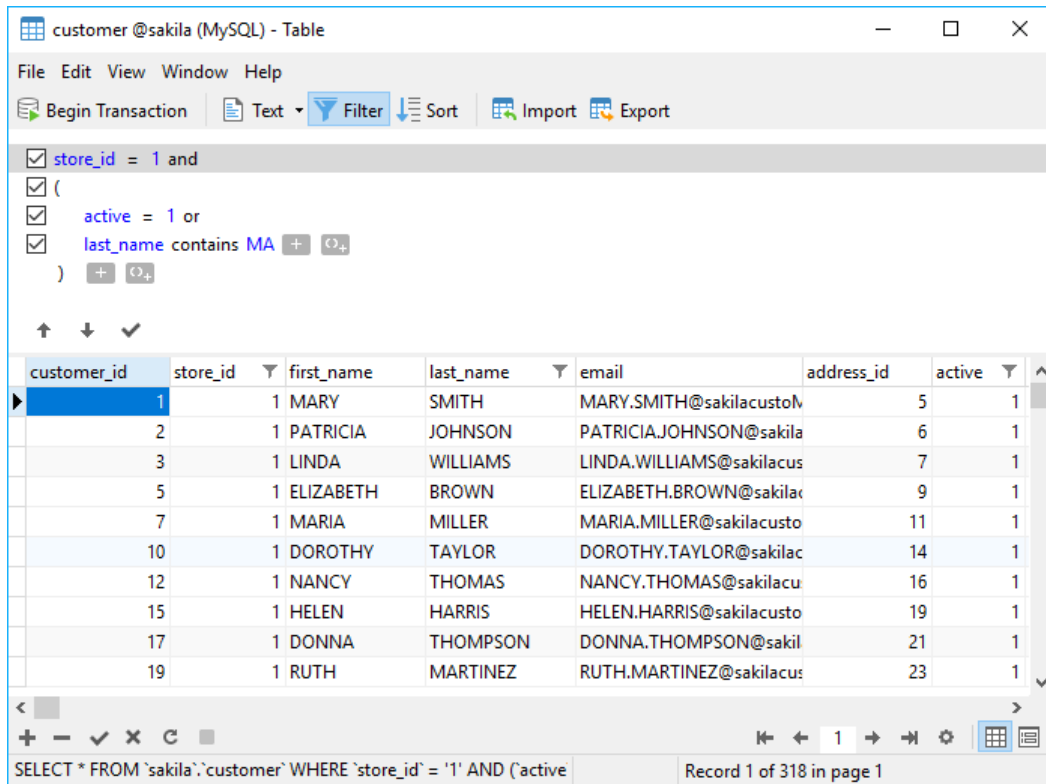 customer @sakila (MySQL) - Table
File Edit View Window Help
Begin Transaction Text Filter Sort Import Export
store_id = 1 and
(
active = 1 or
last_name contains MA
)
customer_id store_id first_name last_name email address_id active
1 1 MARY SMITH MARY.SMITH@sakilacustoM 5 1
2 1 PATRICIA JOHNSON PATRICIA.JOHNSON@sakila 6 1
3 1 LINDA WILLIAMS LINDA.WILLIAMS@sakilacus 7 1
5 1 ELIZABETH BROWN ELIZABETH.BROWN@sakilac 9 1
7 1 MARIA MILLER MARIA.MILLER@sakilacusto 11 1
10 1 DOROTHY TAYLOR DOROTHY.TAYLOR@sakilac 14 1
12 1 NANCY THOMAS NANCY.THOMAS@sakilacu 16 1
15 1 HELEN HARRIS HELEN.HARRIS@sakilacusto 19 1
17 1 DONNA THOMPSON DONNA.THOMPSON@sakil 21 1
19 1 RUTH MARTINEZ RUTH.MARTINEZ@sakilacus 23 1
1
SELECT * FROM `sakila`.`customer` WHERE `store_id` = '1' AND (`active` Record 1 of 318 in page 1